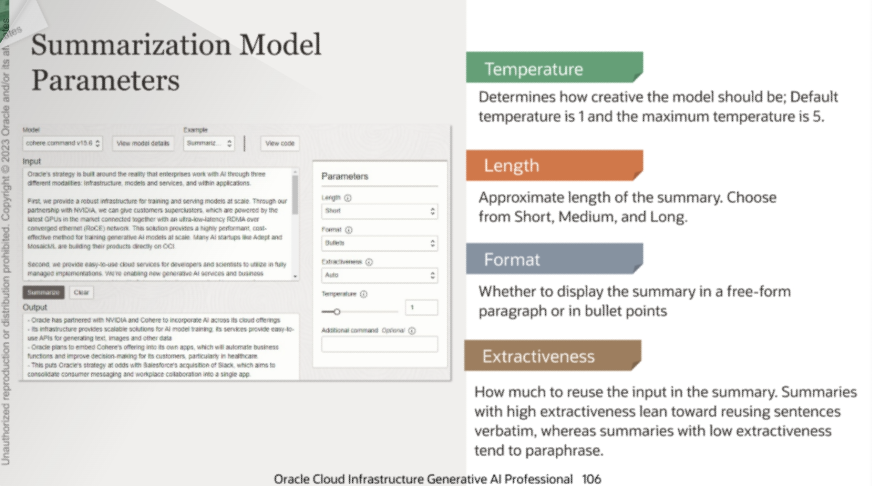 Unauthorized reproduction or distribution prohibited. Copyright © 2023 Oracle and/or its
Summarization Model
Parameters
Model
cohere.command v15.6
View model details
Example
Summariz...
View code
Input
Oracle's strategy is built around the reality that enterprises work with AI through three
different modalities: infrastructure, models and services, and within applications.
First, we provide a robust infrastructure for training and serving models at scale. Through our
partnership with NVIDIA, we can give customers superclusters, which are powered by the
latest GPUs in the market connected together with an ultra-low-latency RDMA over
converged ethernet (RoCE) network. This solution provides a highly performant, cost-
effective method for training generative AI models at scale. Many AI startups like Adept and
MosaicML are building their products directly on OCI.
Second, we provide easy-to-use cloud services for developers and scientists to utilize in fully
managed implementations. We're enabling new generative AI services and business
Summarize
Clear
Output
- Oracle has partnered with NVIDIA and Cohere to incorporate AI across its cloud offerings.
- Its infrastructure provides scalable solutions for AI model training; its services provide easy-to-
use APIs for generating text, images and other data
- Oracle plans to embed Cohere's offering into its own apps, which will automate business
functions and improve decision-making for its customers, particularly in healthcare.
- This puts Oracle's strategy at odds with Salesforce's acquisition of Slack, which aims to
consolidate consumer messaging and workplace collaboration into a single app.
Parameters
Length
Short
Format
Bullets
Extractiveness
Auto
Temperature
1
Additional command Optional
Temperature
Determines how creative the model should be; Default
temperature is 1 and the maximum temperature is 5.
Length
Approximate length of the summary. Choose
from Short, Medium, and Long.
Format
Whether to display the summary in a free-form
paragraph or in bullet points
Extractiveness
How much to reuse the input in the summary. Summaries
with high extractiveness lean toward reusing sentences
verbatim, whereas summaries with low extractiveness
tend to paraphrase.
Oracle Cloud Infrastructure Generative AI Professional 106